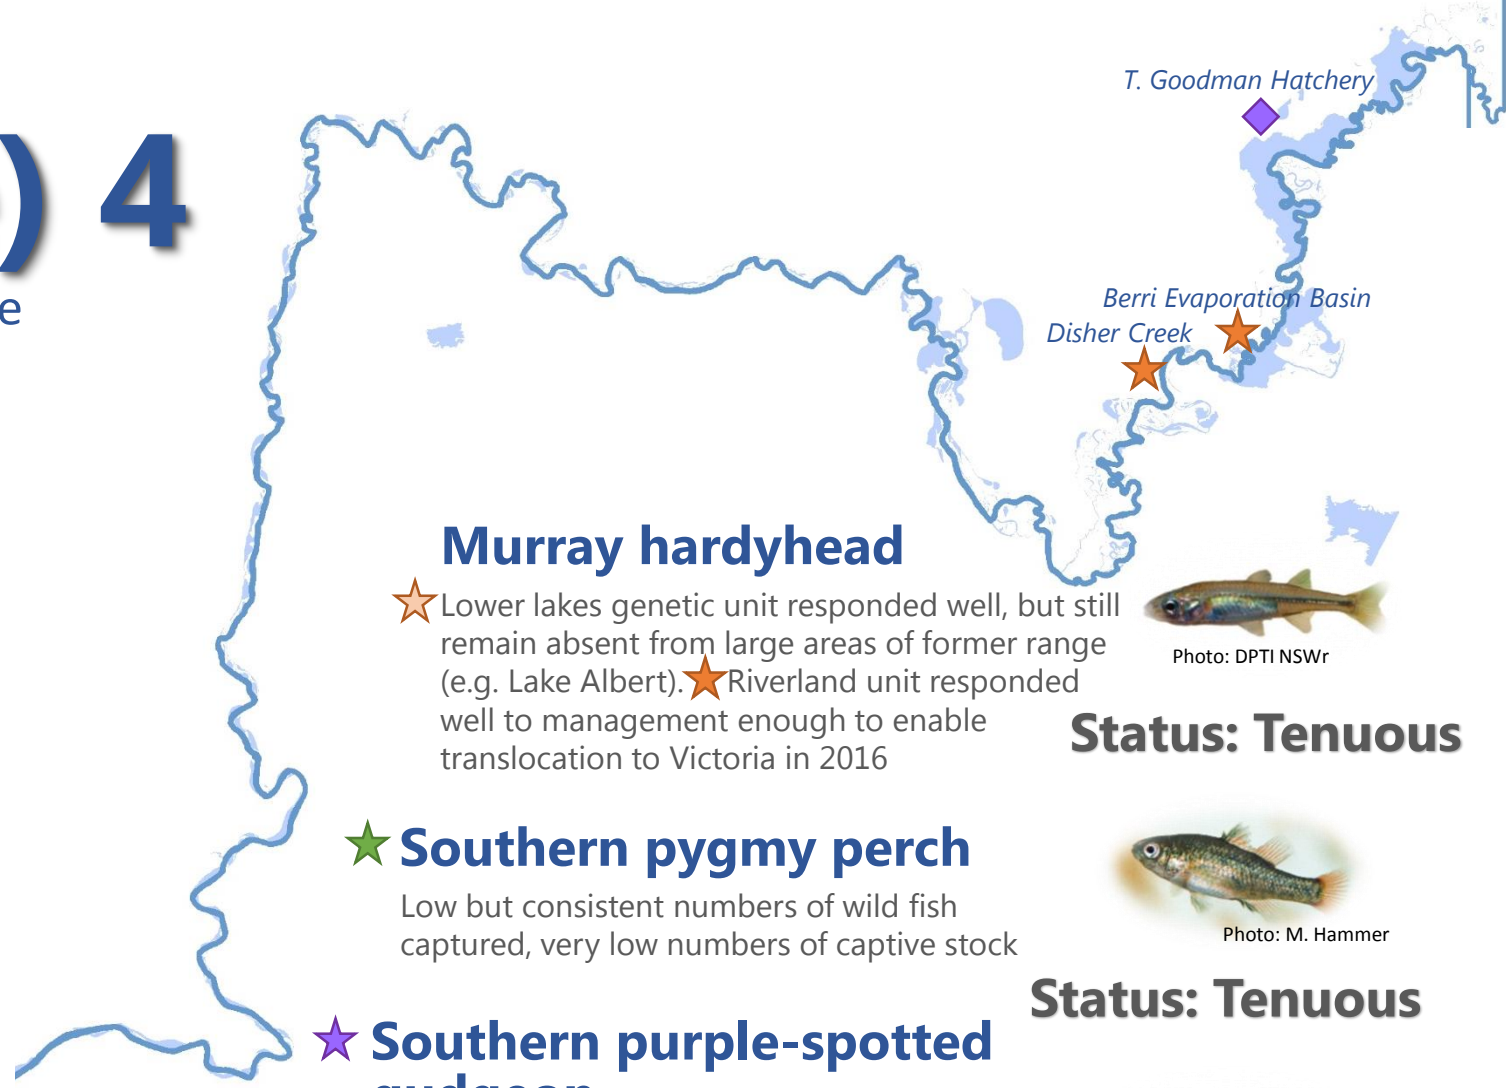 ) 4
e
T. Goodman Hatchery
Berri Evaporation Basin
Disher Creek
Murray hardyhead
Lower lakes genetic unit responded well, but still
remain absent from large areas of former range
(e.g. Lake Albert). Riverland unit responded
well to management enough to enable
translocation to Victoria in 2016
Photo: DPTI NSWr
Status: Tenuous
Southern pygmy perch
Low but consistent numbers of wild fish
captured, very low numbers of captive stock
Photo: M. Hammer
Status: Tenuous
Southern purple-spotted